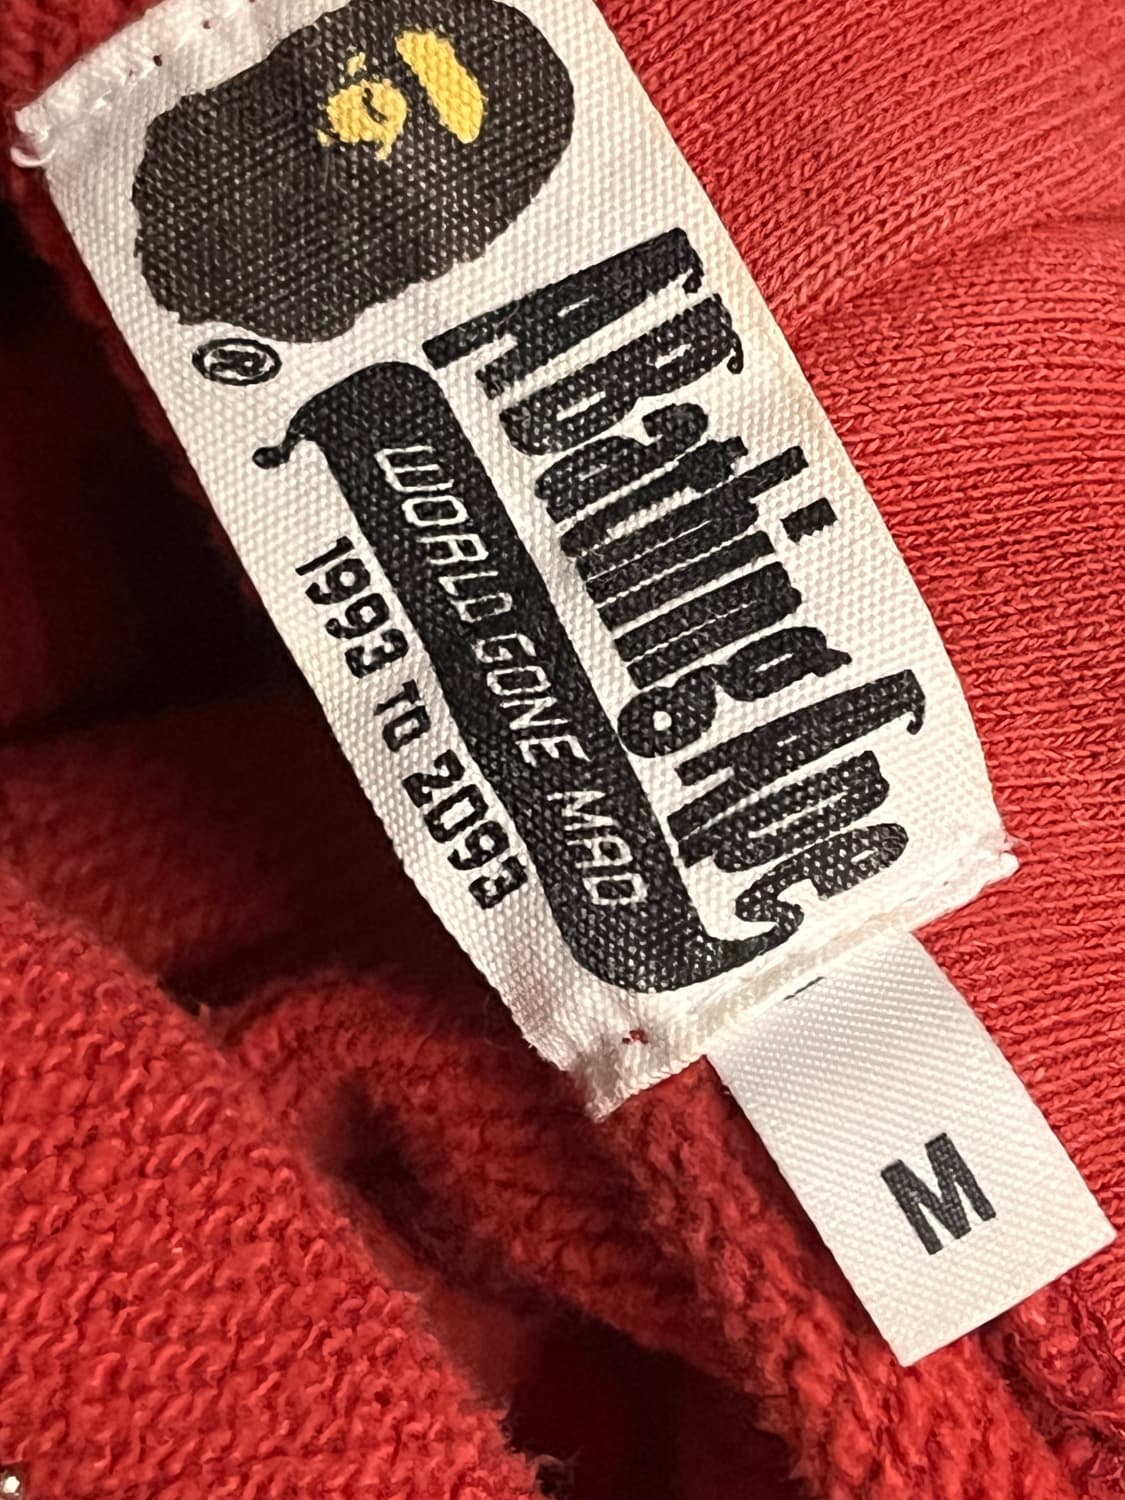 ®
A Bathing Ape
WORLD GONE MAD
1993 TO 2093
M